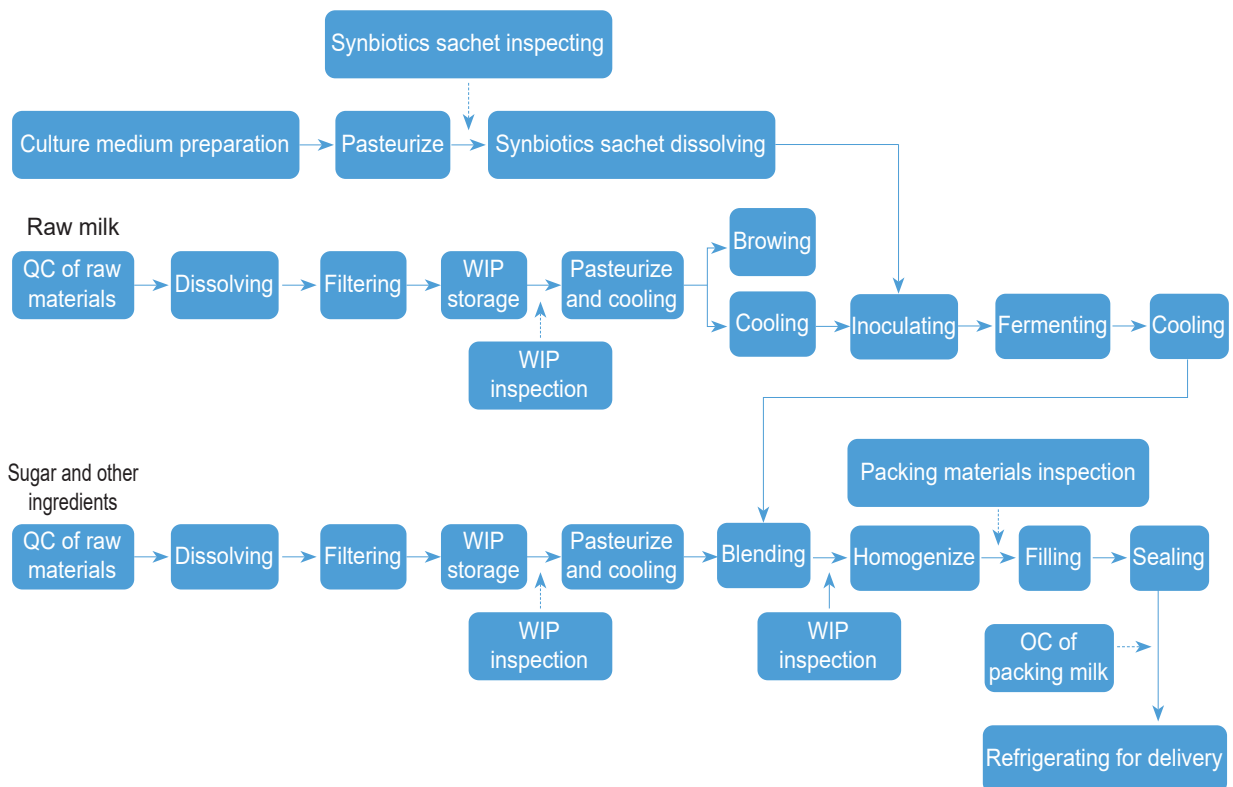 Synbiotics sachet inspecting
Culture medium preparation
Pasteurize
Synbiotics sachet dissolving
Raw milk
QC of raw
materials
Dissolving
Filtering
WIP
storage
Pasteurize
and cooling
Browing
Cooling
Inoculating
Fermenting
Cooling
WIP
inspection
Sugar and other
ingredients
QC of raw
materials
Dissolving
Filtering
WIP
storage
Pasteurize
and cooling
Blending
Packing materials inspection
Homogenize
Filling
Sealing
WIP
inspection
WIP
inspection
OC of
packing milk
Refrigerating for delivery